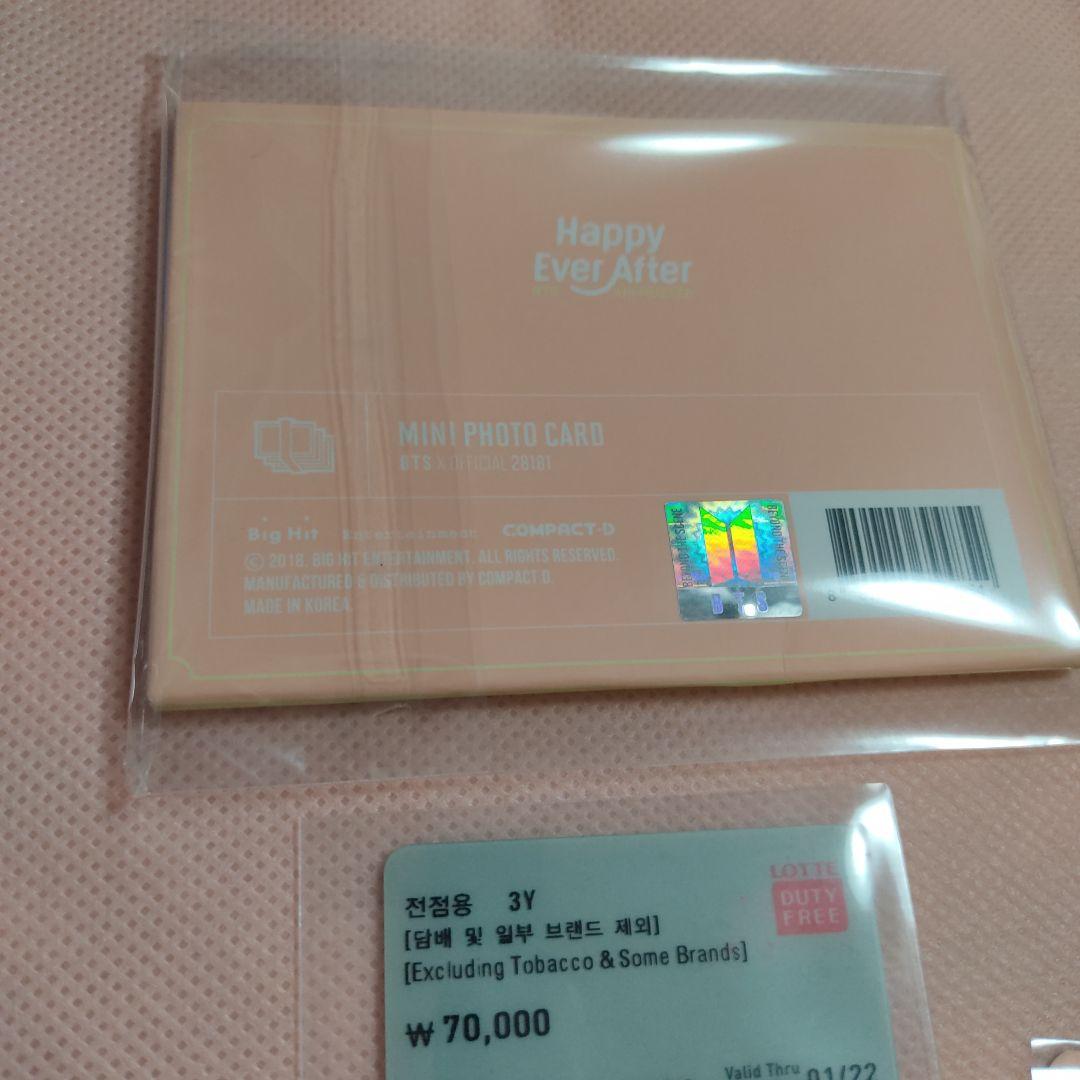 Happy
Ever After
MINI PHOTO CARD
BTS X OFFICIAL 28181
Big Hit Entertainment COMPACT-D
© 2018. BIG HIT ENTERTAINMENT. ALL RIGHTS RESERVED.
MANUFACTURED & DISTRIBUTED BY COMPACT D.
MADE IN KOREA.
BTS
LOTTE
DUTY
FREE
전점용 3Y
[담배 및 일부 브랜드 제외]
[Excluding Tobacco & Some Brands]
₩ 70,000
Valid Thru 01/22